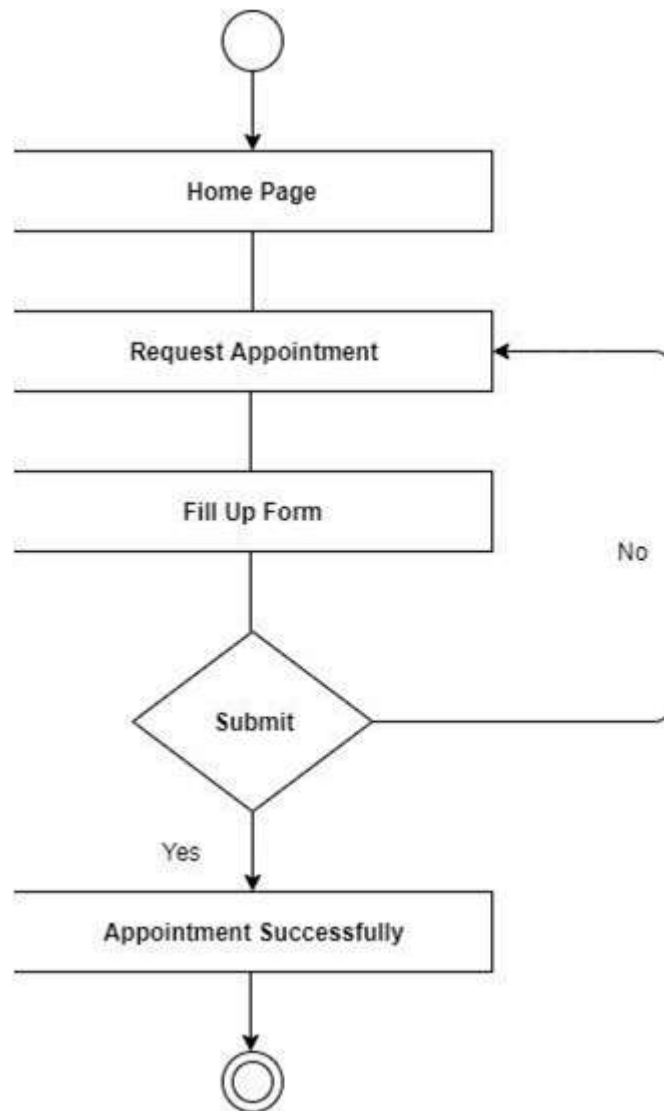 Home Page
Request Appointment
Fill Up Form
No
Submit
Yes
Appointment Successfully